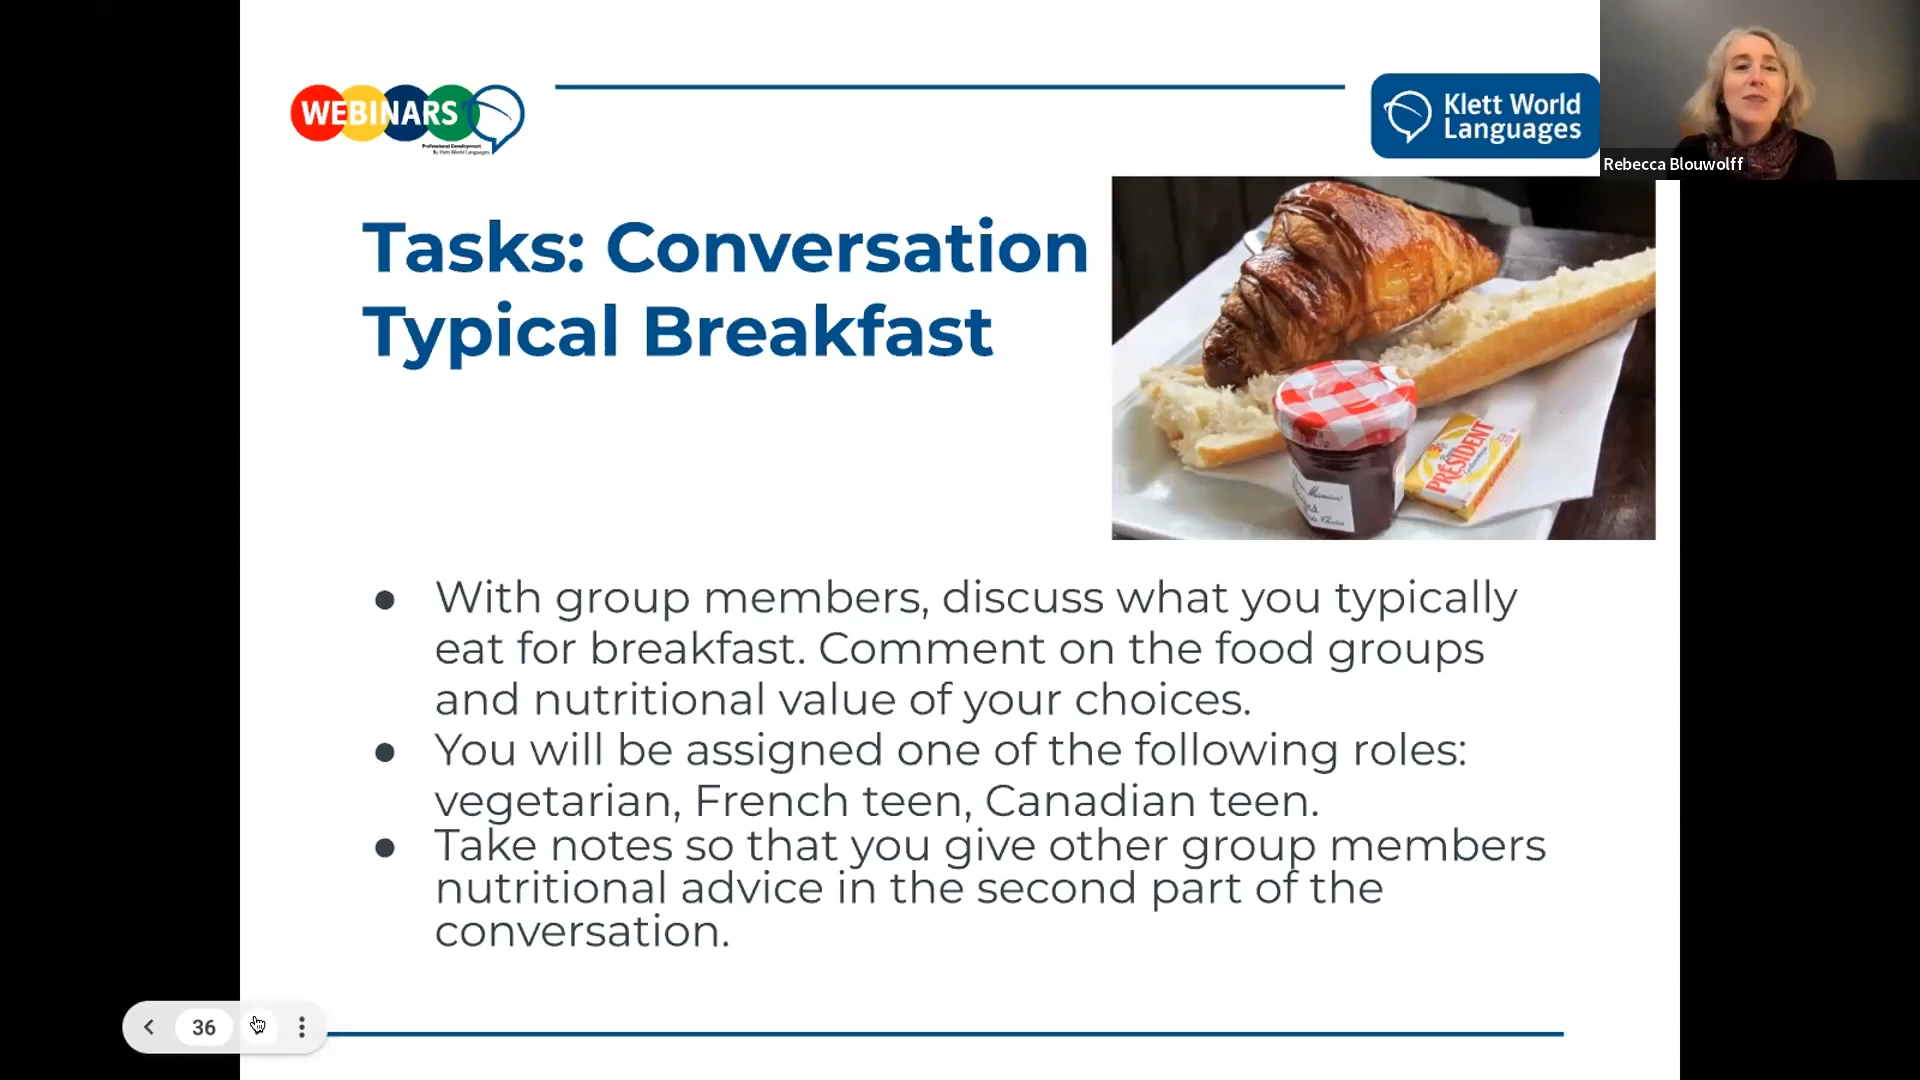 WEBINARS
Professional Development
By Klett World Languages
Klett World
Languages
Rebecca Blouwolff
Tasks: Conversation
Typical Breakfast
PRÉSIDENT
Maman
● With group members, discuss what you typically
eat for breakfast. Comment on the food groups
and nutritional value of your choices.
● You will be assigned one of the following roles:
vegetarian, French teen, Canadian teen.
● Take notes so that you give other group members
nutritional advice in the second part of the
conversation.
36